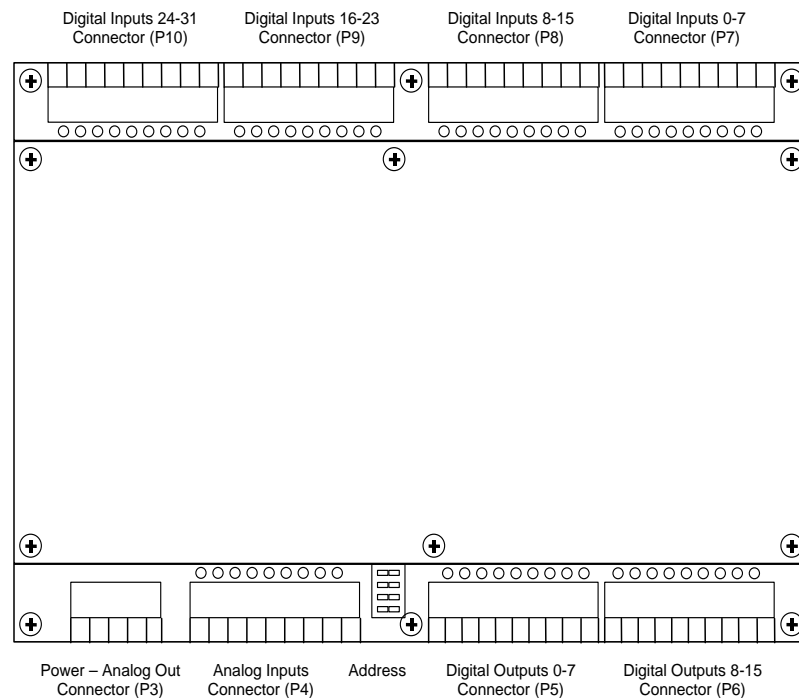 Digital Inputs 24-31
Connector (P10)
Digital Inputs 16-23
Connector (P9)
Digital Inputs 8-15
Connector (P8)
Digital Inputs 0-7
Connector (P7)
Power – Analog Out
Connector (P3)
Analog Inputs
Connector (P4)
Address
Digital Outputs 0-7
Connector (P5)
Digital Outputs 8-15
Connector (P6)